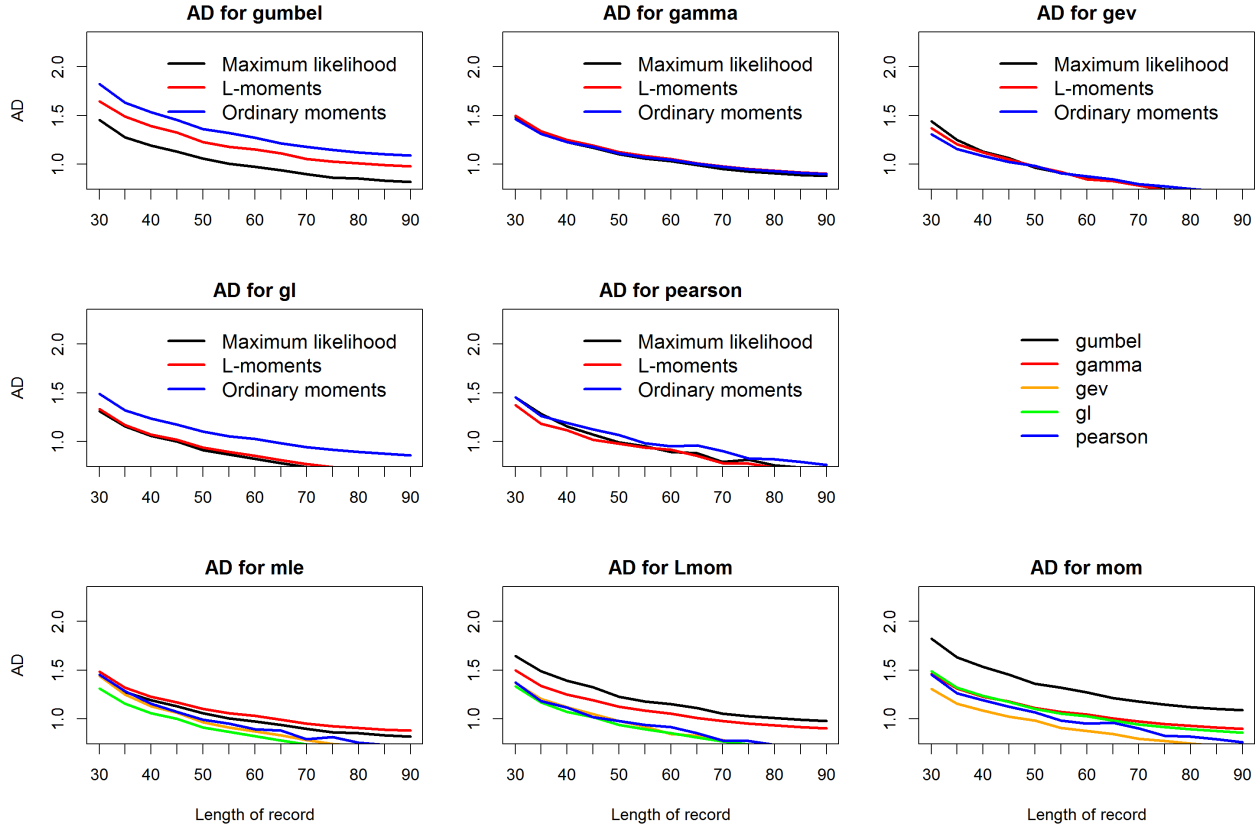 AD for gumbel
AD
2.0
1.5
1.0
Maximum likelihood
L-moments
Ordinary moments
30 40 50 60 70 80 90
AD for gamma
2.0
1.5
1.0
Maximum likelihood
L-moments
Ordinary moments
30 40 50 60 70 80 90
AD for gev
2.0
1.5
1.0
Maximum likelihood
L-moments
Ordinary moments
30 40 50 60 70 80 90
AD for gl
AD
2.0
1.5
1.0
Maximum likelihood
L-moments
Ordinary moments
30 40 50 60 70 80 90
AD for pearson
2.0
1.5
1.0
Maximum likelihood
L-moments
Ordinary moments
30 40 50 60 70 80 90
gumbel
gamma
gev
gl
pearson
AD for mle
AD
2.0
1.5
1.0
30 40 50 60 70 80 90
Length of record
AD for Lmom
2.0
1.5
1.0
30 40 50 60 70 80 90
Length of record
AD for mom
2.0
1.5
1.0
30 40 50 60 70 80 90
Length of record